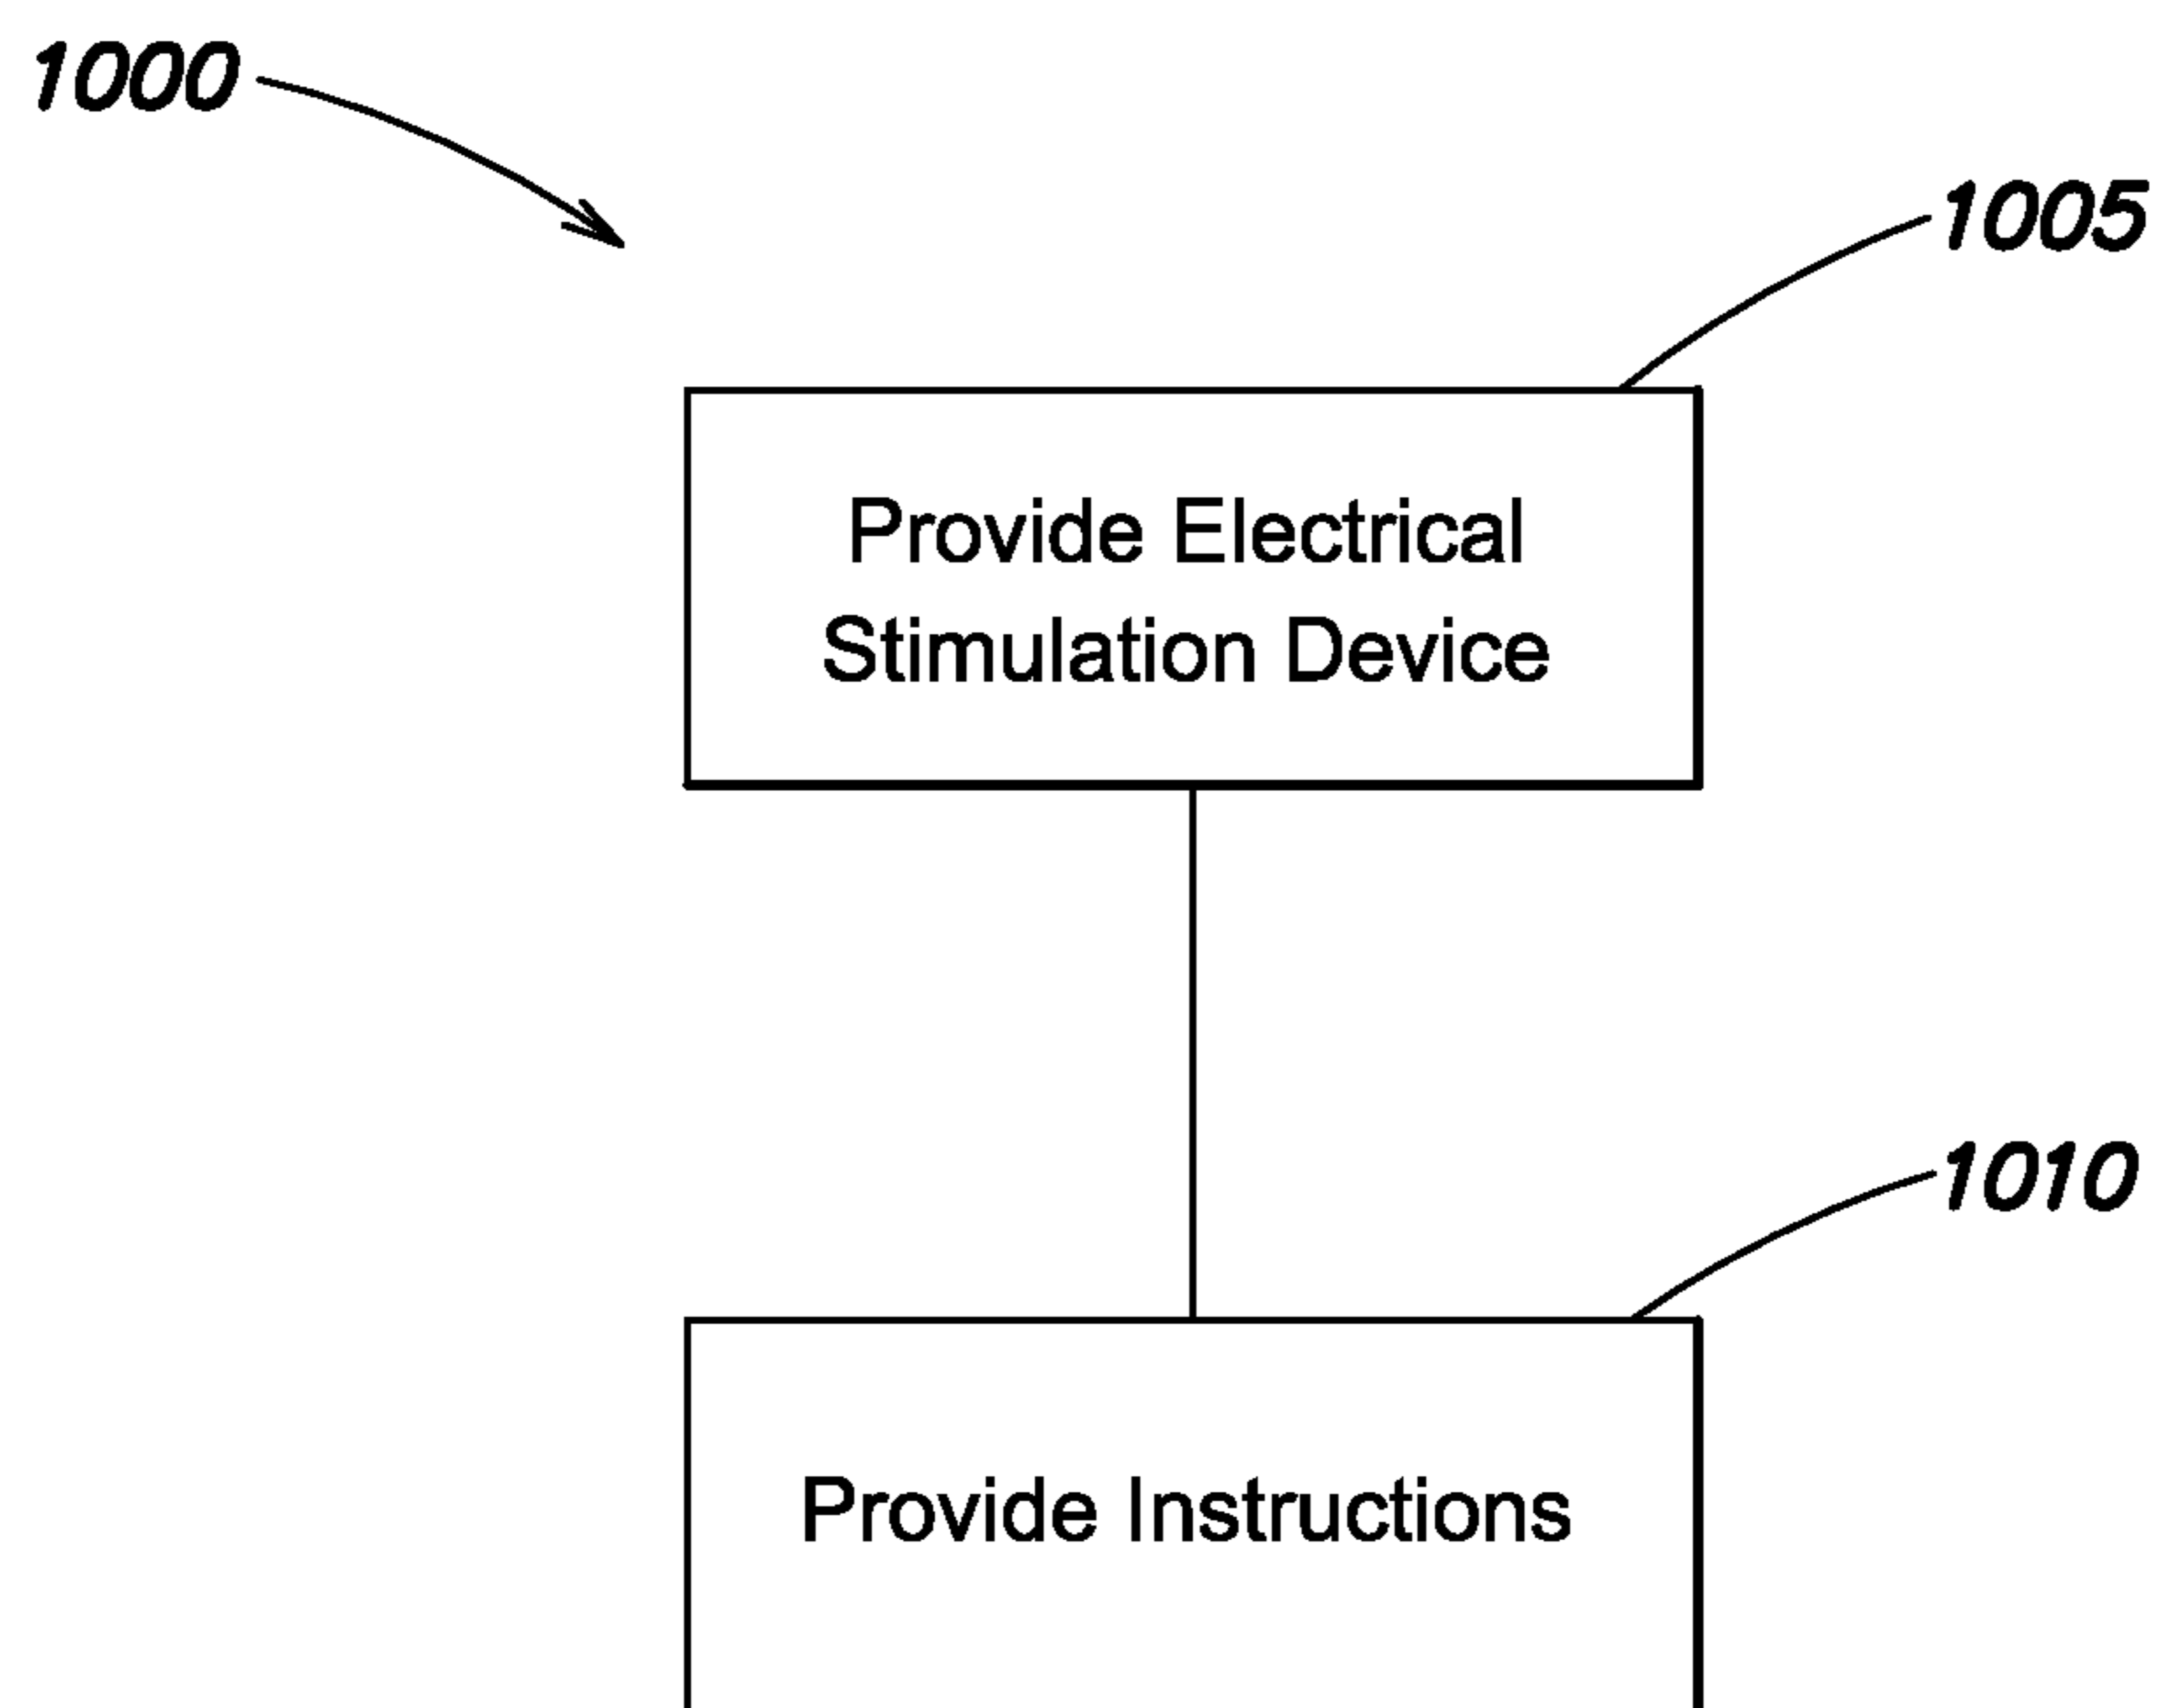 1000
1005
Provide Electrical
Stimulation Device
1010
Provide Instructions